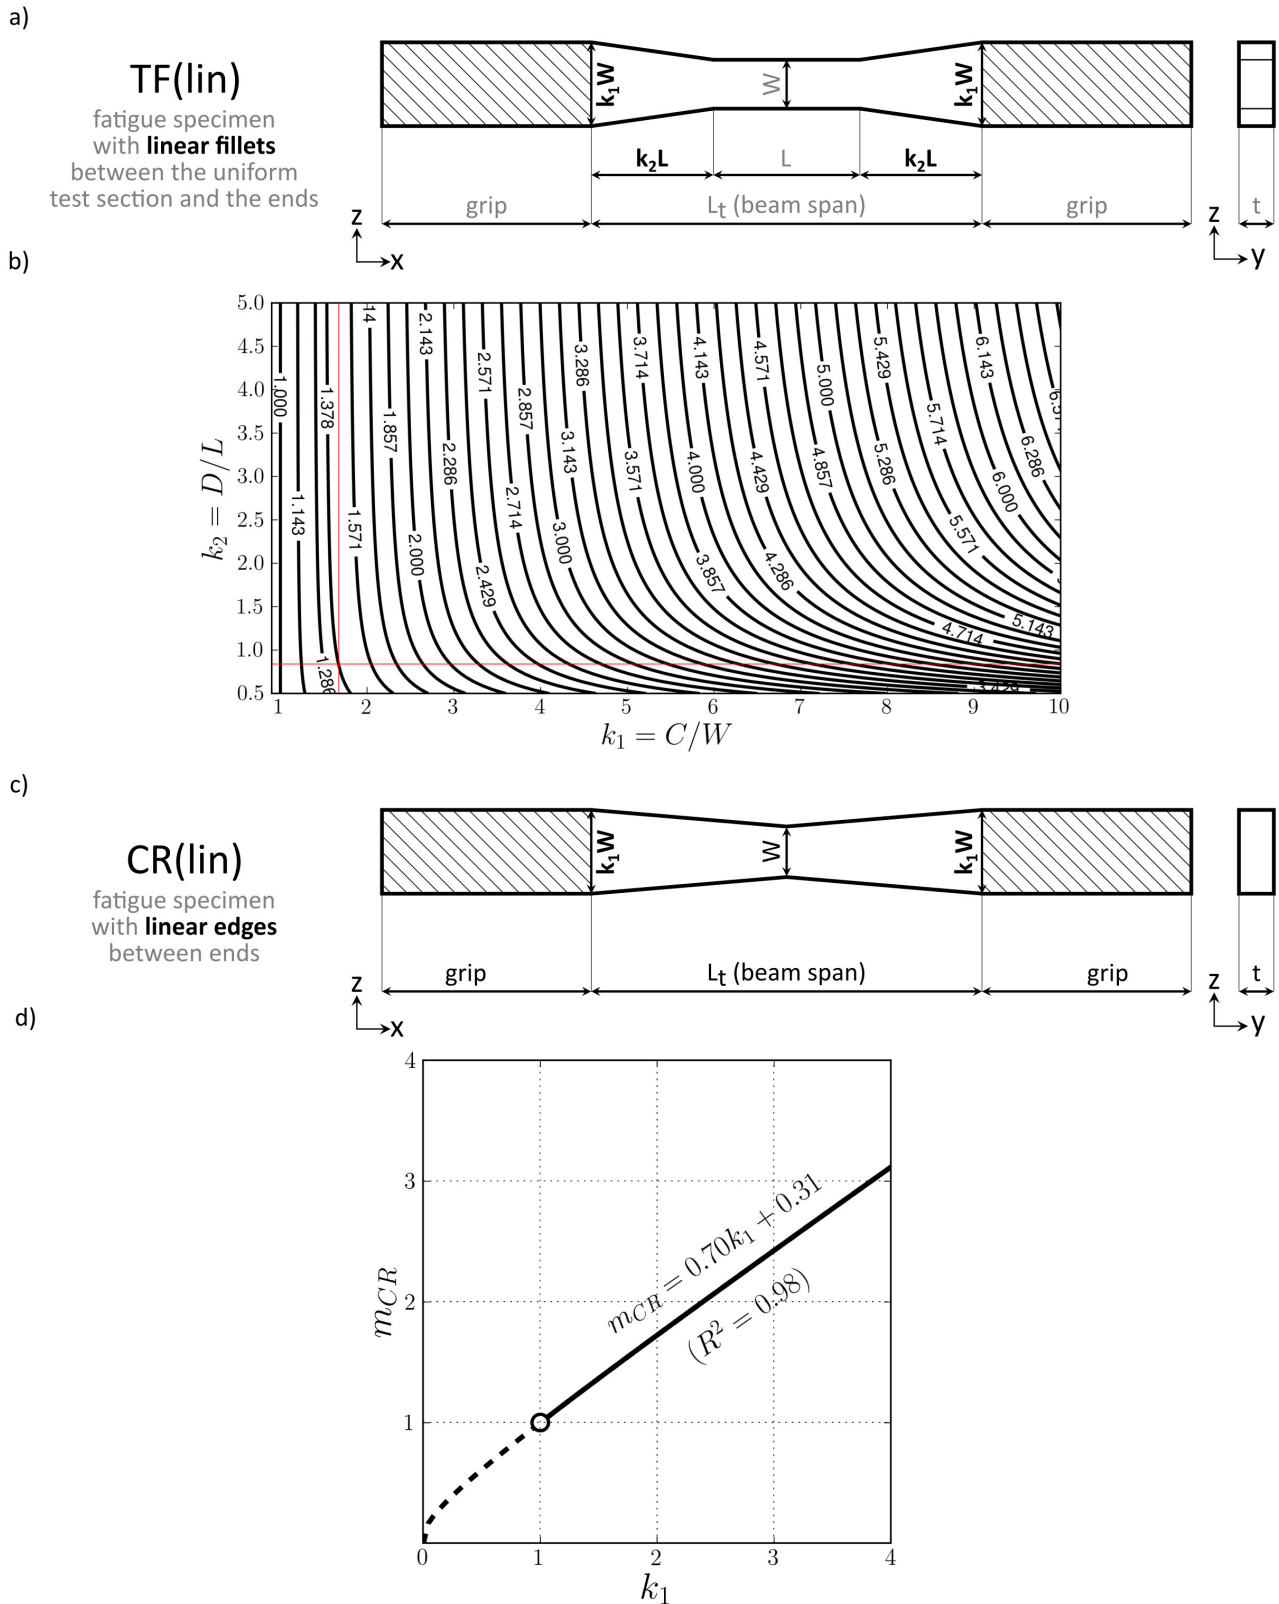 a)
TF(lin)
fatigue specimen
with linear fillets
between the uniform
test section and the ends
k₁W
W
k₁W
k₂L
L
k₂L
grip
Lt (beam span)
grip
t
z
x
z
y
b)
k₂ = D/L
5.0
4.5
4.0
3.5
3.0
2.5
2.0
1.5
1.0
0.5
1.000
1.143
1.286
1.378
1.571
14
1.857
2.000
2.143
2.286
2.429
2.571
2.714
2.857
3.000
3.143
3.286
3.429
3.571
3.714
3.857
4.000
4.143
4.286
4.429
4.571
4.714
4.857
5.000
5.143
5.286
5.429
5.571
5.714
6.000
6.143
6.286
1
2
3
4
5
6
7
8
9
10
k₁ = C/W
c)
CR(lin)
fatigue specimen
with linear edges
between ends
k₁W
W
k₁W
grip
Lt (beam span)
grip
t
z
x
z
y
d)
mCR
4
3
2
1
mCR = 0.70k₁ + 0.31
(R² = 0.98)
0
1
2
3
4
k₁